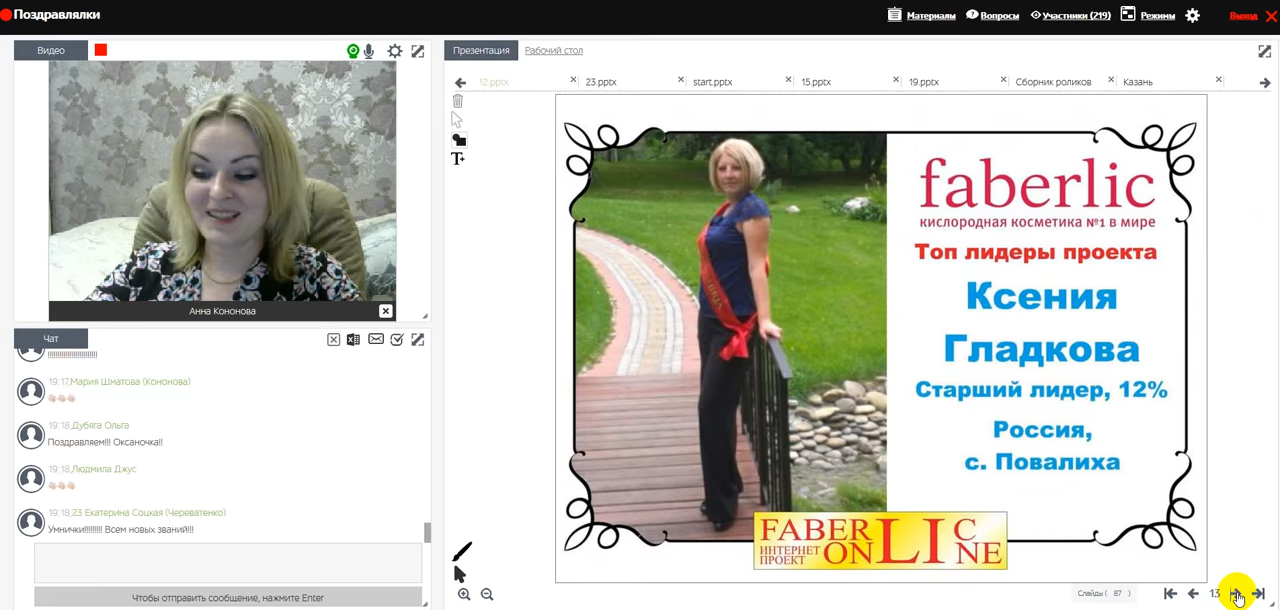 Поздравлялки
Материалы
Вопросы
Участники (219)
Режимы
Выход
Видео
Анна Кононова
Чат
!!!!!!!!!!!!!!!!!!!!!!!!!
19:17, Мария Шматова (Кононова)
19:18, Дубяга Ольга
Поздравляем!!! Оксаночка!!
19:18, Людмила Джус
19:18, 23 Екатерина Соцкая (Череватенко)
Умнички!!!!!!!!! Всем новых званий!!!
Чтобы отправить сообщение, нажмите Enter
Презентация
Рабочий стол
12.pptx
23.pptx
start.pptx
15.pptx
19.pptx
Сборник роликов
Казань
faberlic
кислородная косметика №1 в мире
Топ лидеры проекта
Ксения
Гладкова
Старший лидер, 12%
Россия,
с. Повалиха
FABERLIC
ИНТЕРНЕТ
ПРОЕКТ
ONLINE
Слайды ( 87 )
13